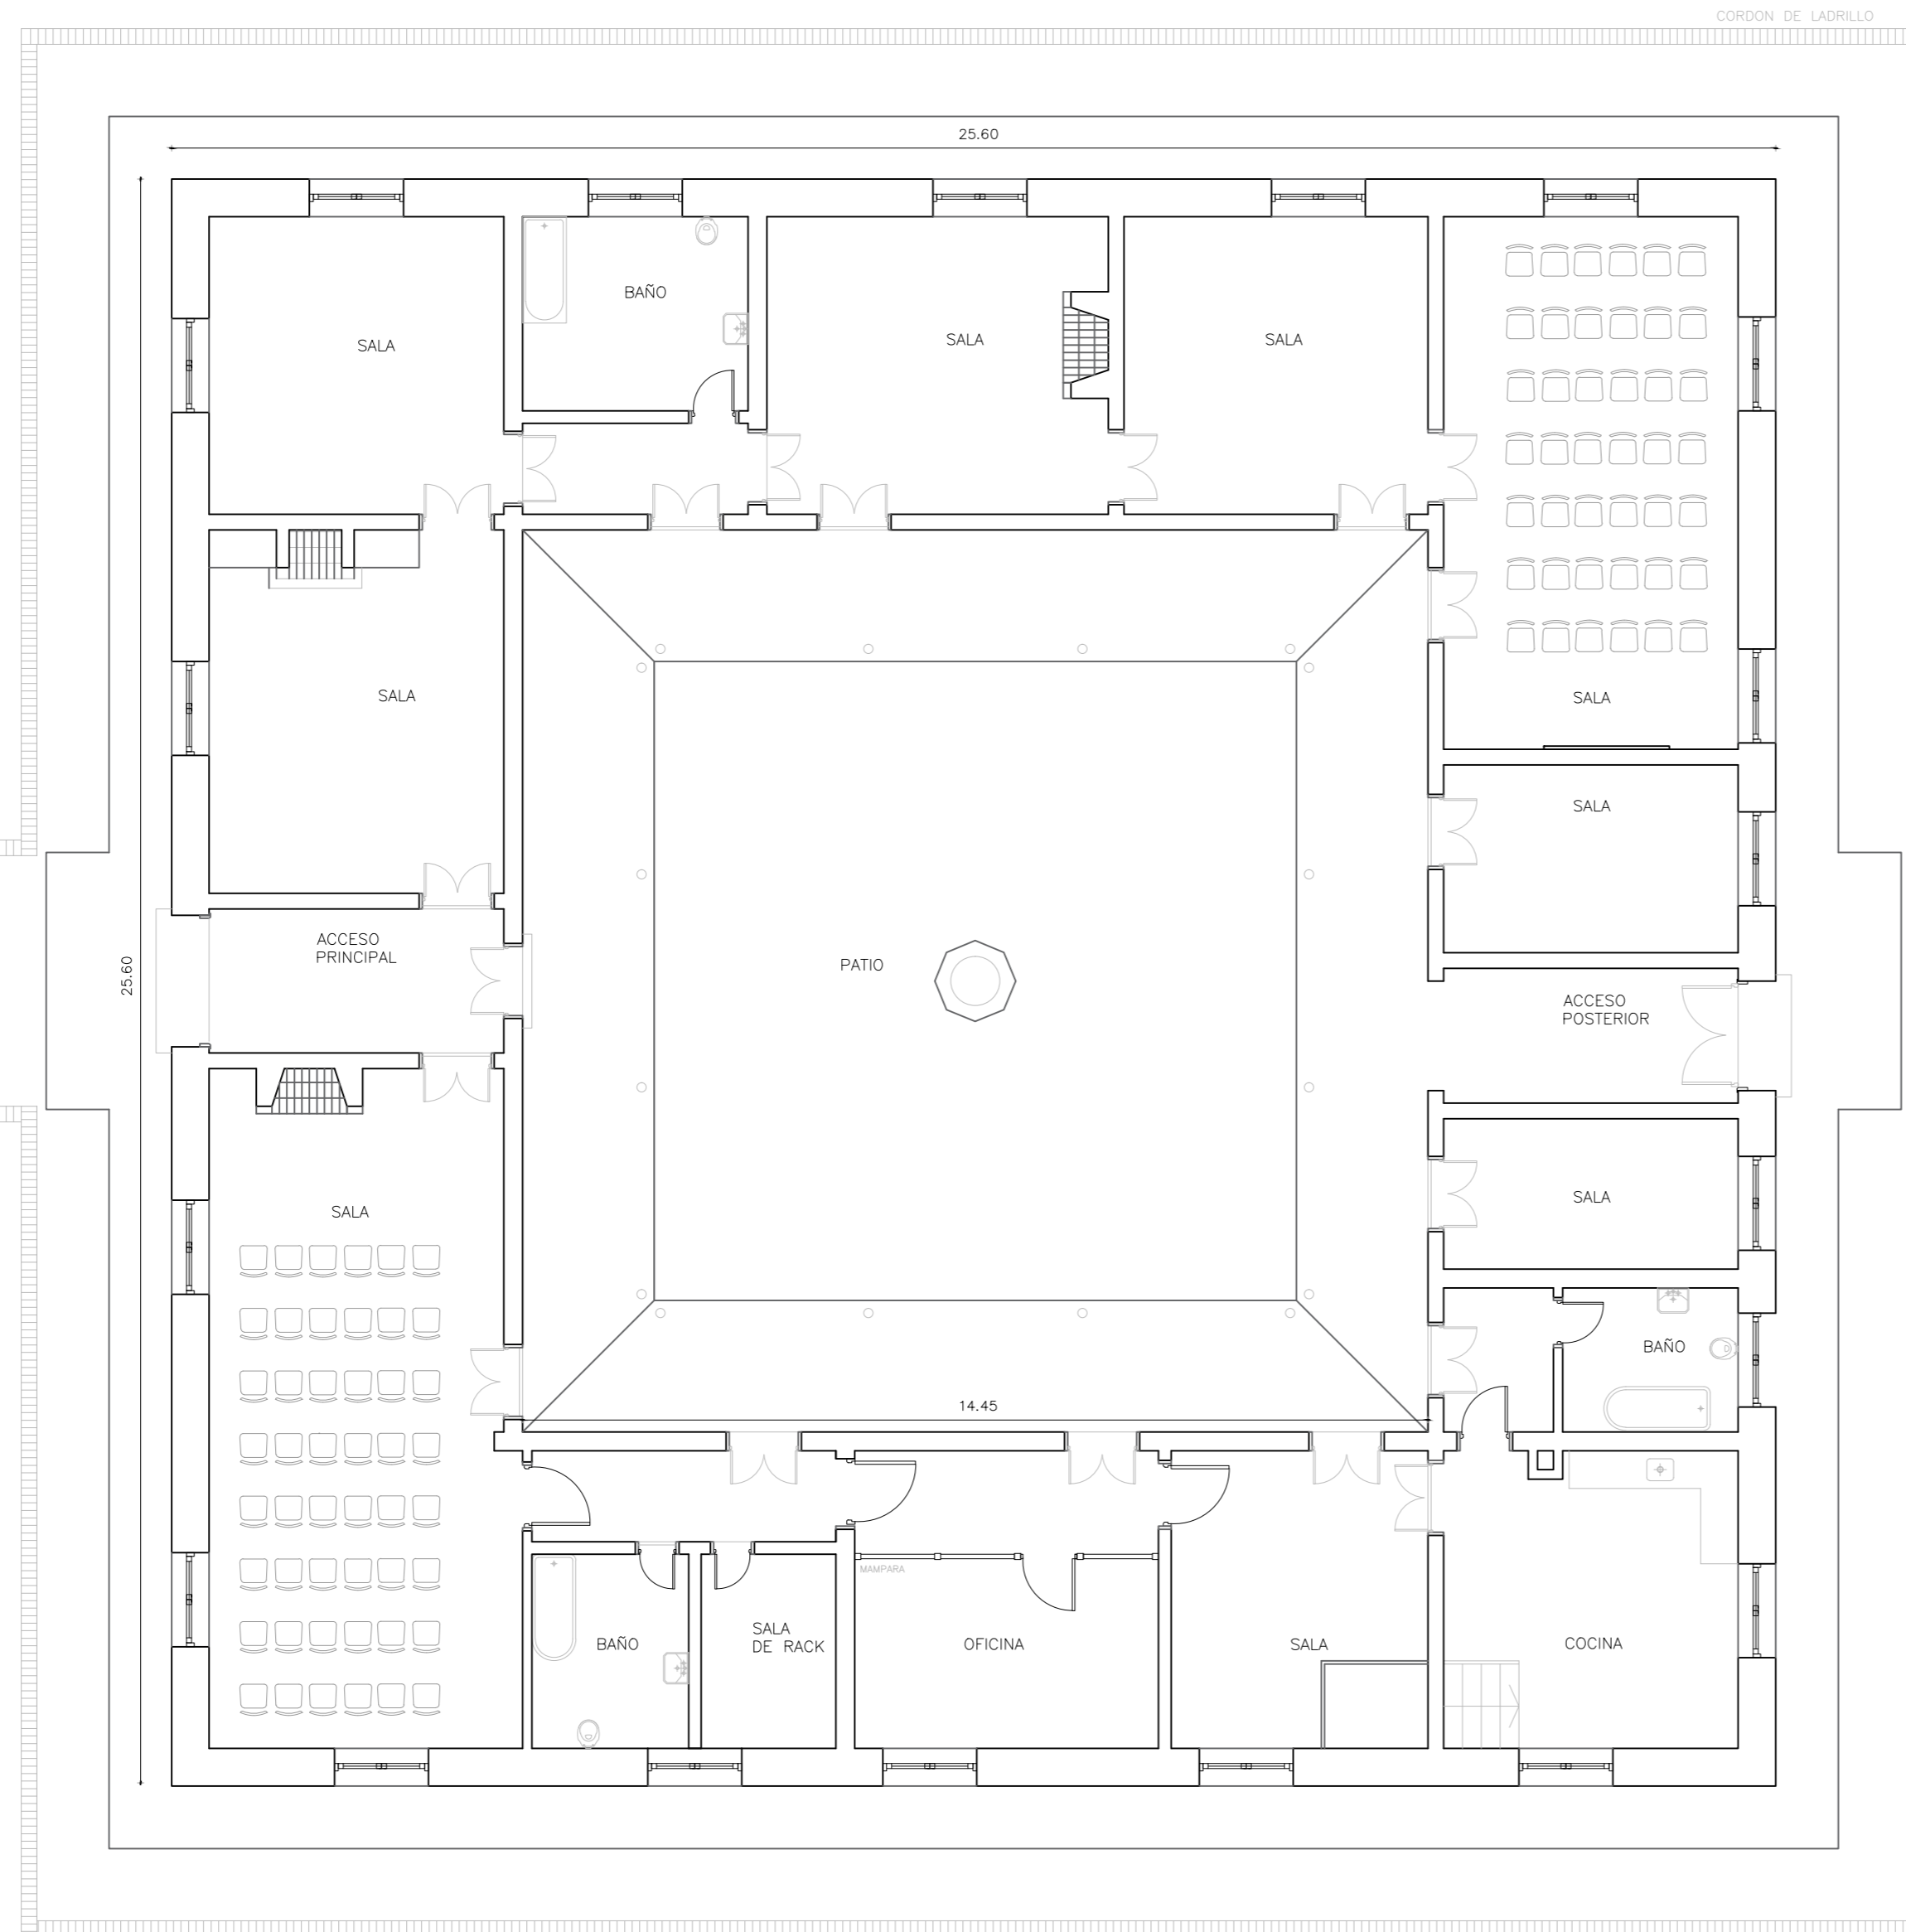 CORDON DE LADRILLO
25.60
BAÑO
SALA
SALA
SALA
SALA
SALA
SALA
ACCESO
PRINCIPAL
25.60
PATIO
ACCESO
POSTERIOR
SALA
SALA
BAÑO
14.45
MAMPARA
BAÑO
SALA
DE RACK
OFICINA
SALA
COCINA